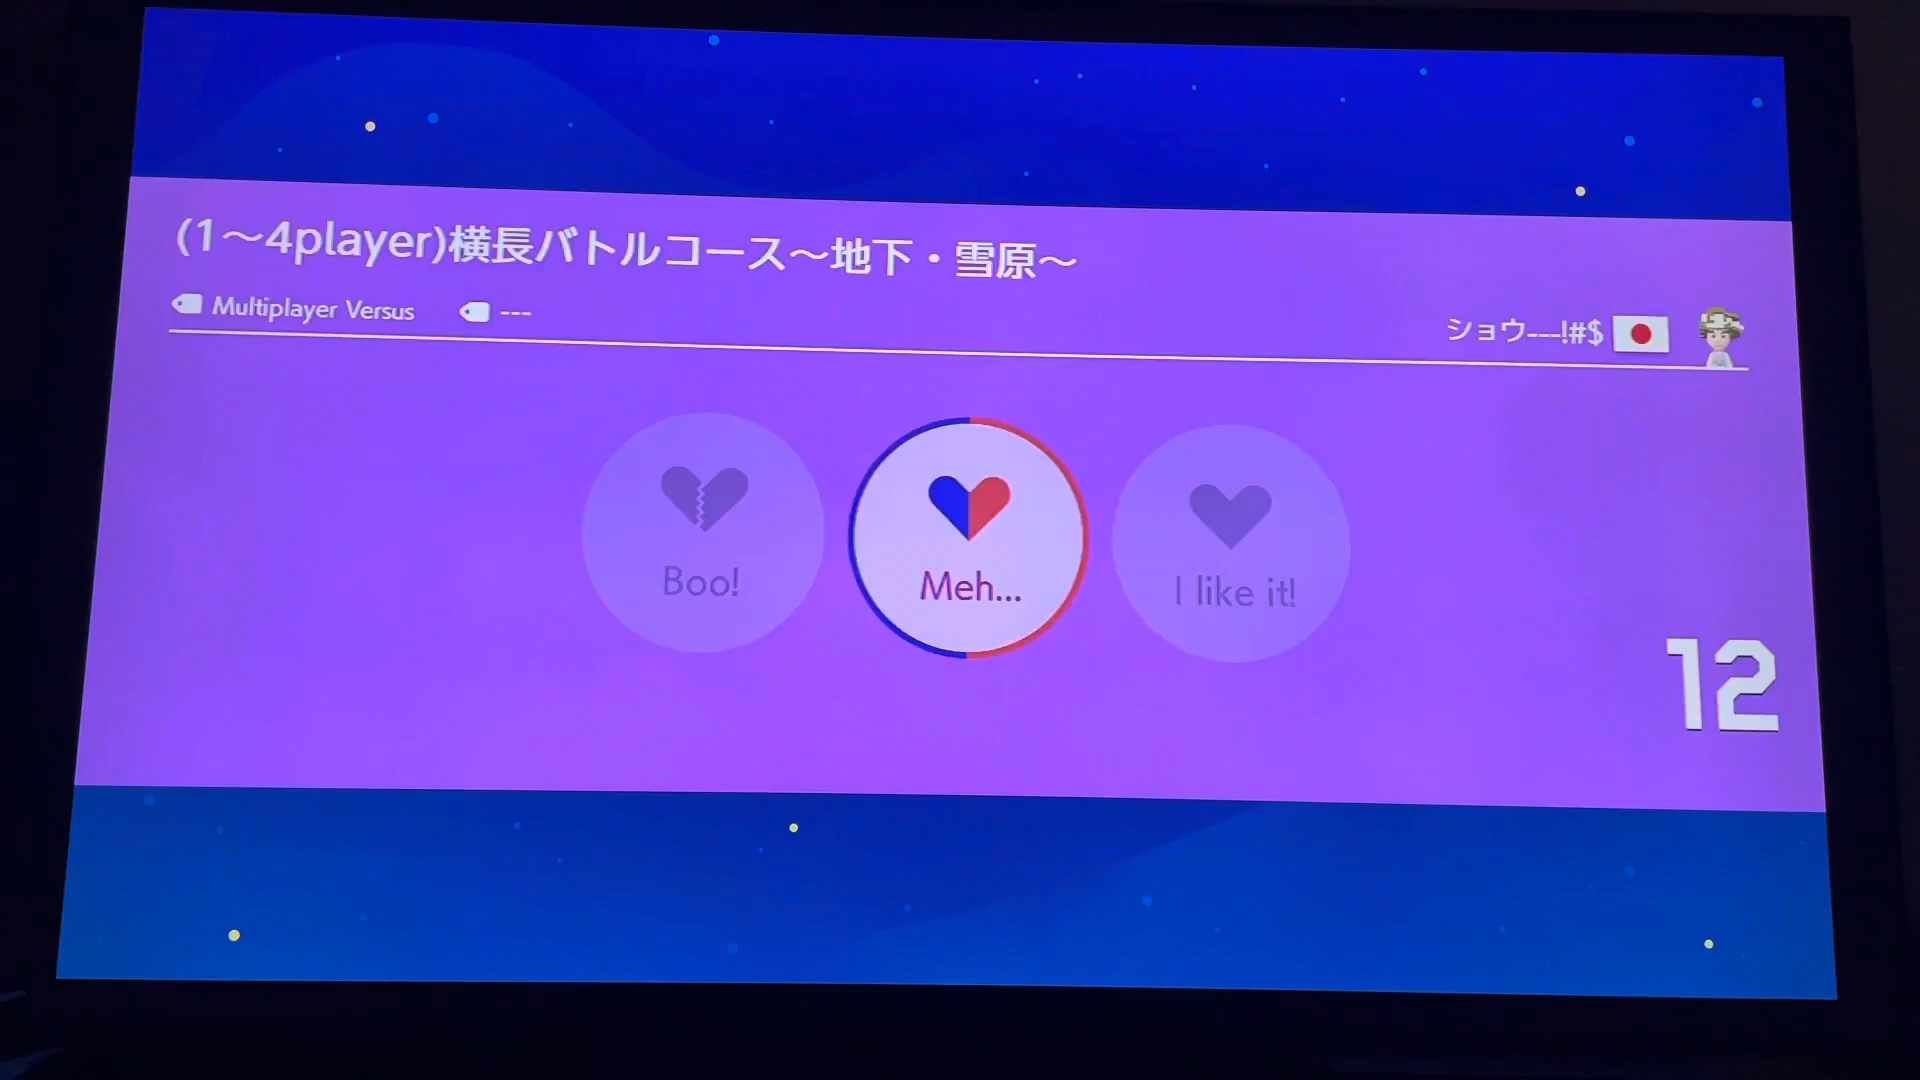 (1～4player)横長バトルコース～地下・雪原～
Multiplayer Versus ---
ショウ---!#$
Boo!
Meh...
I like it!
12